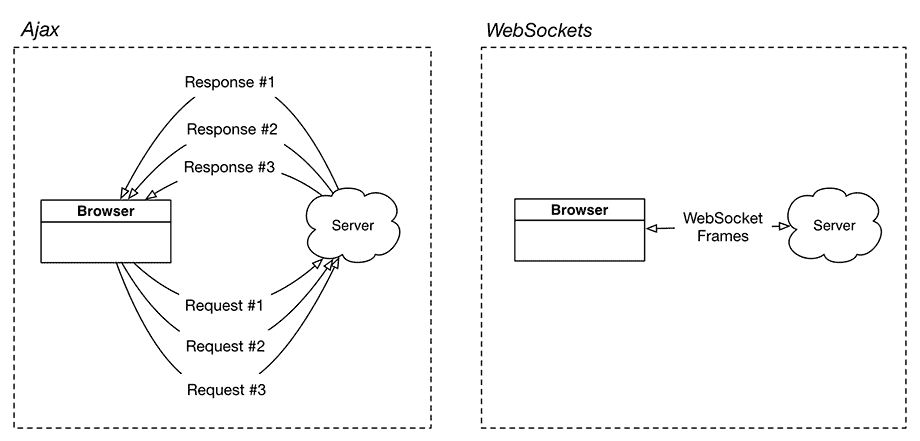 Ajax
Response #1
Response #2
Response #3
Browser
Server
Request #1
Request #2
Request #3
WebSockets
Browser
WebSocket
Frames
Server